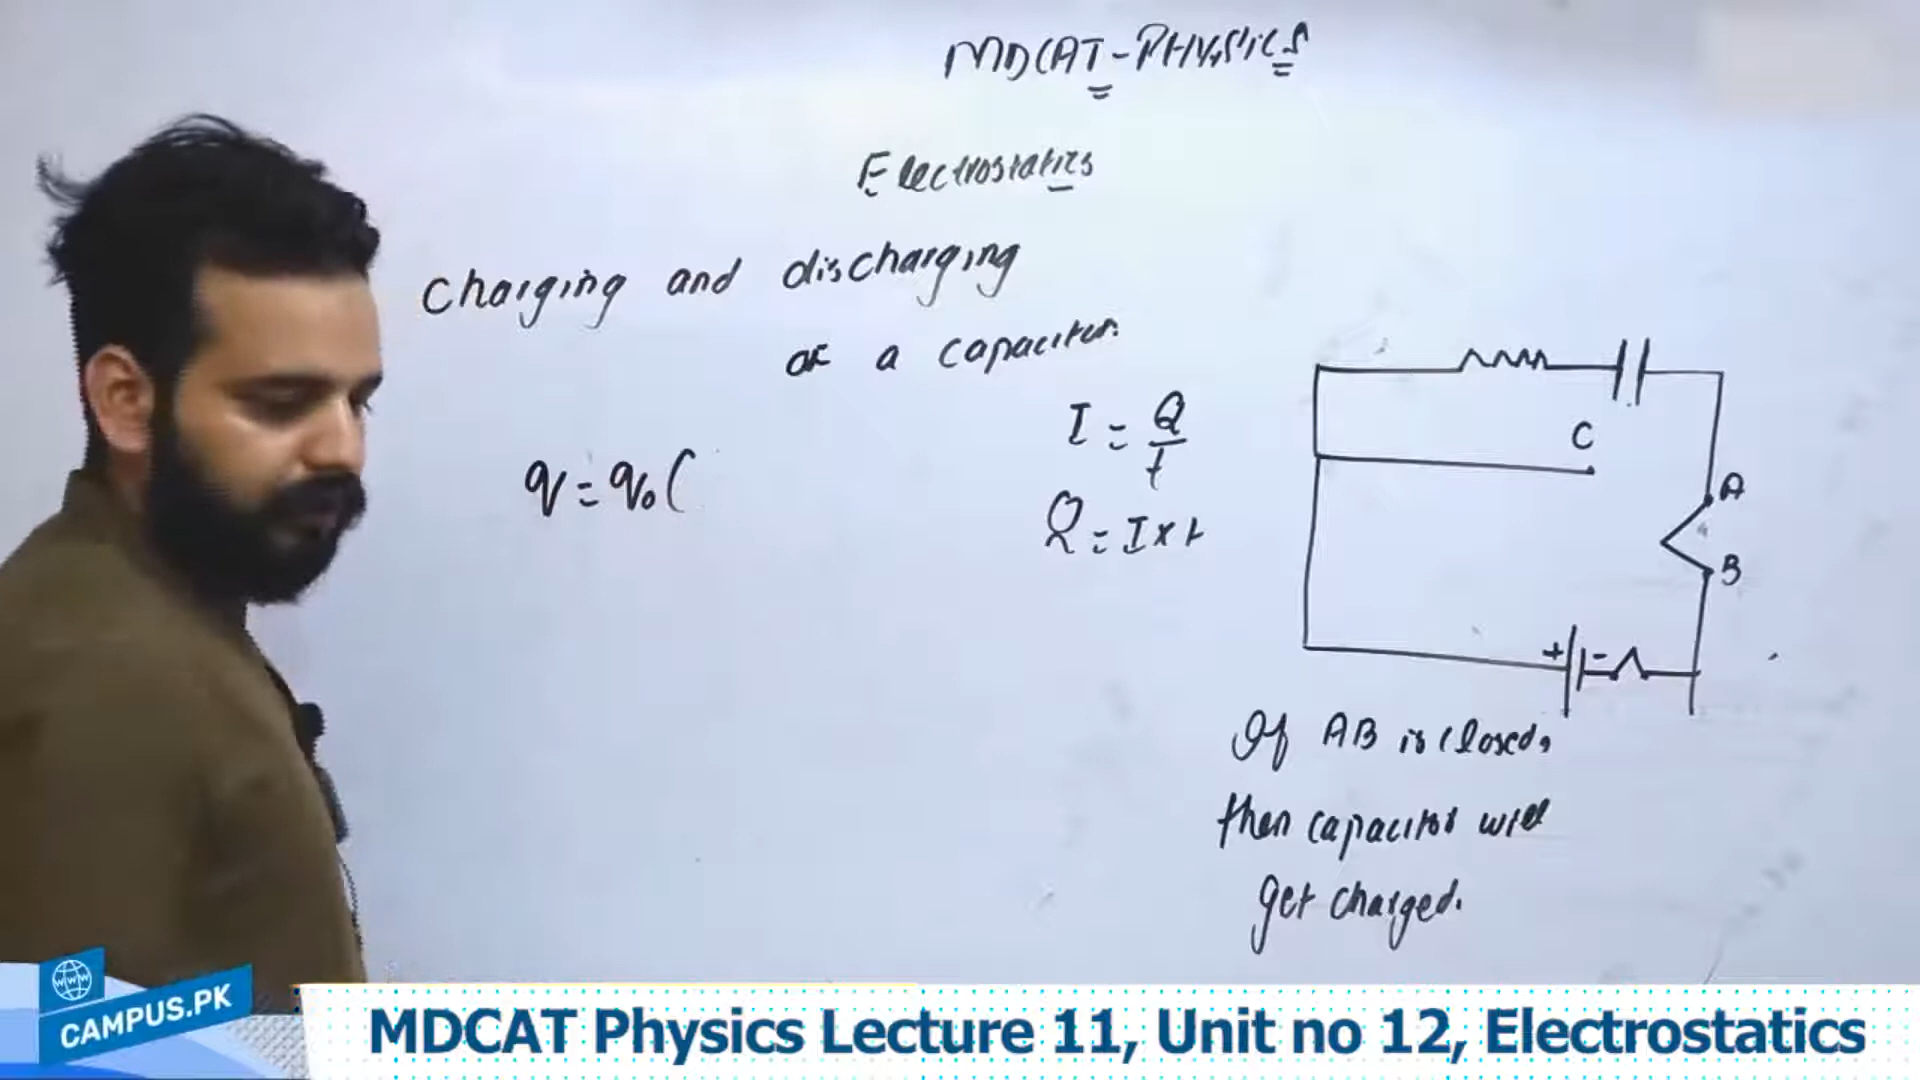 MDCAT-PHYSICS
Electrostatics
Charging and discharging
of a capacitor.
I = Q/t
q = q₀(
Q = I x t
C
A
B
+ -
If AB is closed,
then capacitor will
get charged.
www
CAMPUS.PK
MDCAT Physics Lecture 11, Unit no 12, Electrostatics